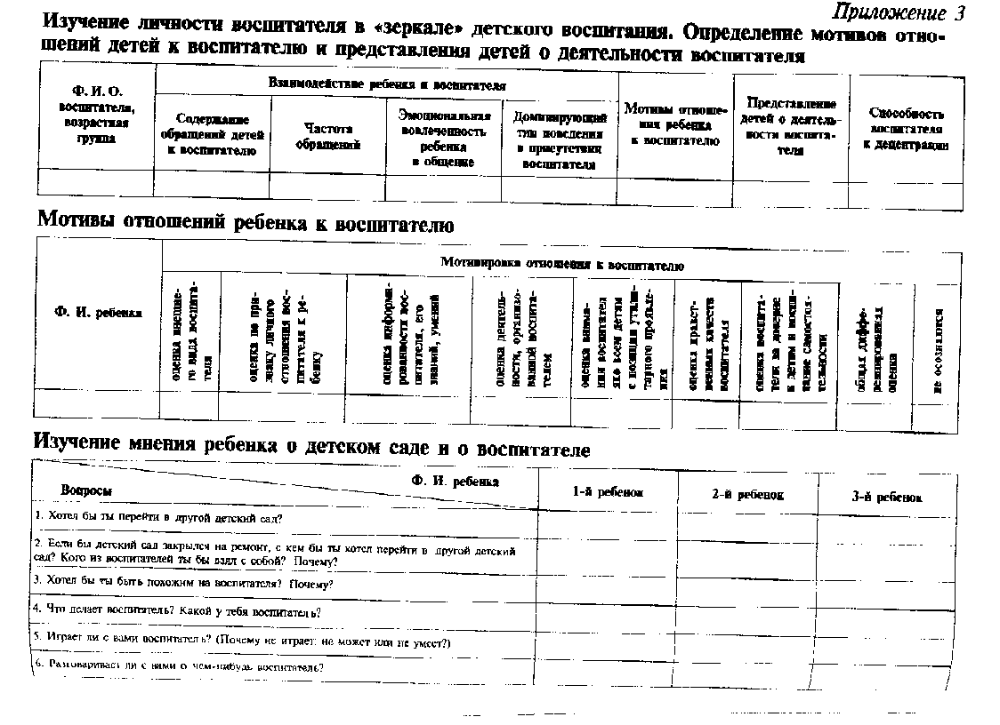 Приложение 3
Изучение личности воспитателя в «зеркале» детского воспитания. Определение мотивов отно-
шений детей к воспитателю и представления детей о деятельности воспитателя
Ф. И. О.
воспитателя,
возрастная
группа
Взаимодействие ребенка и воспитателя
Содержание
обращений детей
к воспитателю
Частота
обращений
Эмоциональная
вовлеченность
ребенка
в общение
Доминирующий
тип поведения
в присутствии
воспитателя
Мотивы отноше-
ния ребенка
к воспитателю
Представление
детей о деятель-
ности воспита-
теля
Способность
воспитателя
к децентрации
Мотивы отношений ребенка к воспитателю
Ф. И. ребенка
Мотивировка отношения к воспитателю
оценка внешне-
го вида воспита-
теля
оценка по при-
знаку личного
отношения вос-
питателя к ре-
бенку
оценка информи-
рованности вос-
питателя, его
знаний, умений
оценка деятель-
ности, организо-
ванной воспита-
телем
оценка внима-
ния воспитател
я ко всем детям
с позиции утили-
тарного проявле-
ния
оценка нравст-
венных качеств
воспитателя
оценка воспита-
теля за доверие
к детям и воспи-
тание самостоя-
тельности
общая диффе-
ренцированная
оценка
не осознаются
Изучение мнения ребенка о детском саде и о воспитателе
Ф. И. ребенка
Вопросы
1-й ребенок
2-й ребенок
3-й ребенок
1. Хотел бы ты перейти в другой детский сад?
2. Если бы детский сад закрылся на ремонт, с кем бы ты хотел перейти в другой детский
сад? Кого из воспитателей ты бы взял с собой? Почему?
3. Хотел бы ты быть похожим на воспитателя? Почему?
4. Что делает воспитатель? Какой у тебя воспитатель?
5. Играет ли с вами воспитатель? (Почему не играет: не может или не умеет?)
6. Разговаривает ли с вами о чем-нибудь воспитатель?